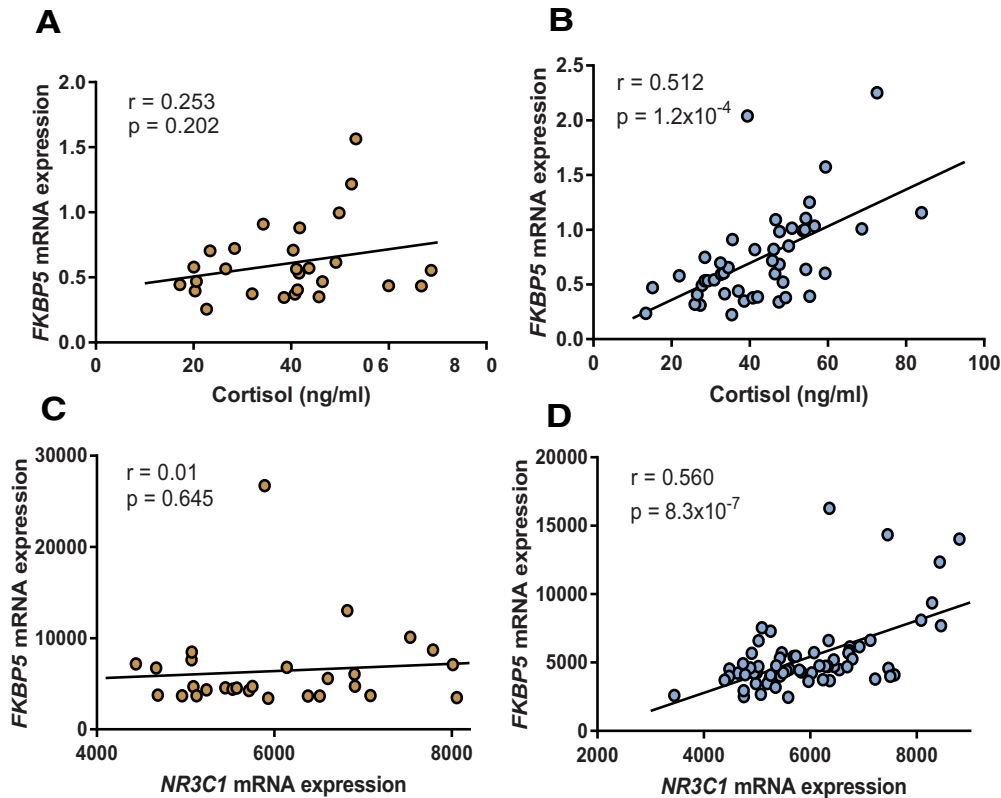 A
FKBP5 mRNA expression
2.0
1.5
1.0
0.5
0.0
r = 0.253
p = 0.202
0 20 40 0 6 8 0
Cortisol (ng/ml)
B
FKBP5 mRNA expression
2.5
2.0
1.5
1.0
0.5
0.0
r = 0.512
p = 1.2x10-4
0 20 40 60 80 100
Cortisol (ng/ml)
C
FKBP5 mRNA expression
30000
20000
10000
0
r = 0.01
p = 0.645
4000 6000 8000
NR3C1 mRNA expression
D
FKBP5 mRNA expression
20000
15000
10000
5000
0
r = 0.560
p = 8.3x10-7
2000 4000 6000 8000
NR3C1 mRNA expression